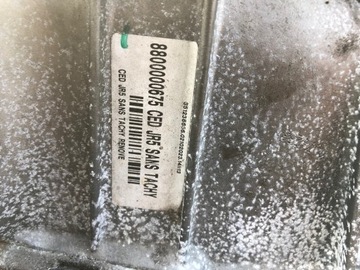 8800000675 CED JR5 SANS TACHY
CED JR5 SANS TACHY RENOVE